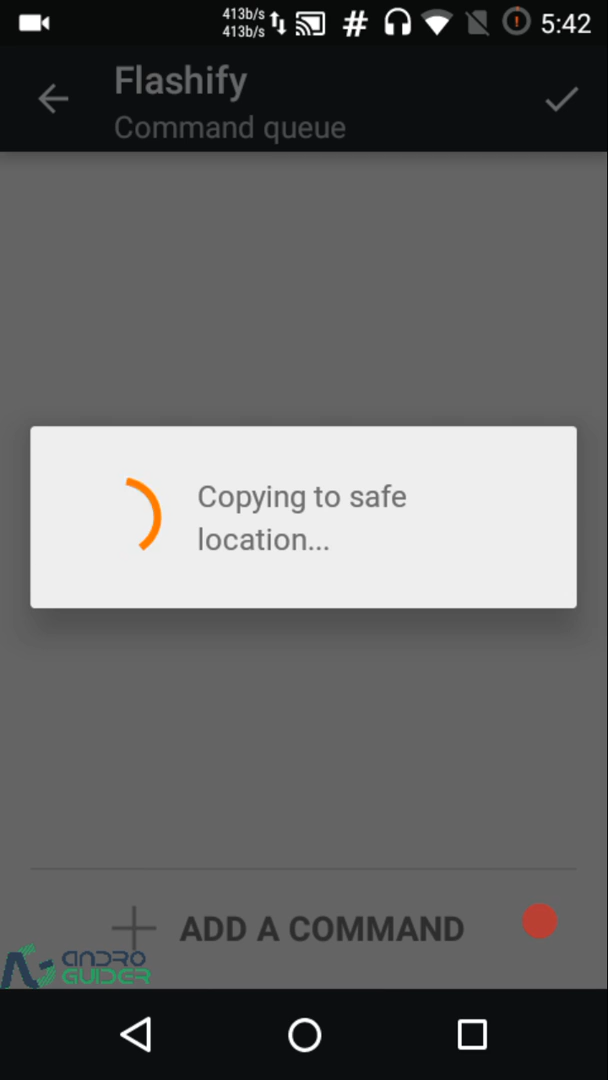 413b/s
413b/s
# 5:42
Flashify
Command queue
Copying to safe
location...
ADD A COMMAND
ANDRO
GUIDER